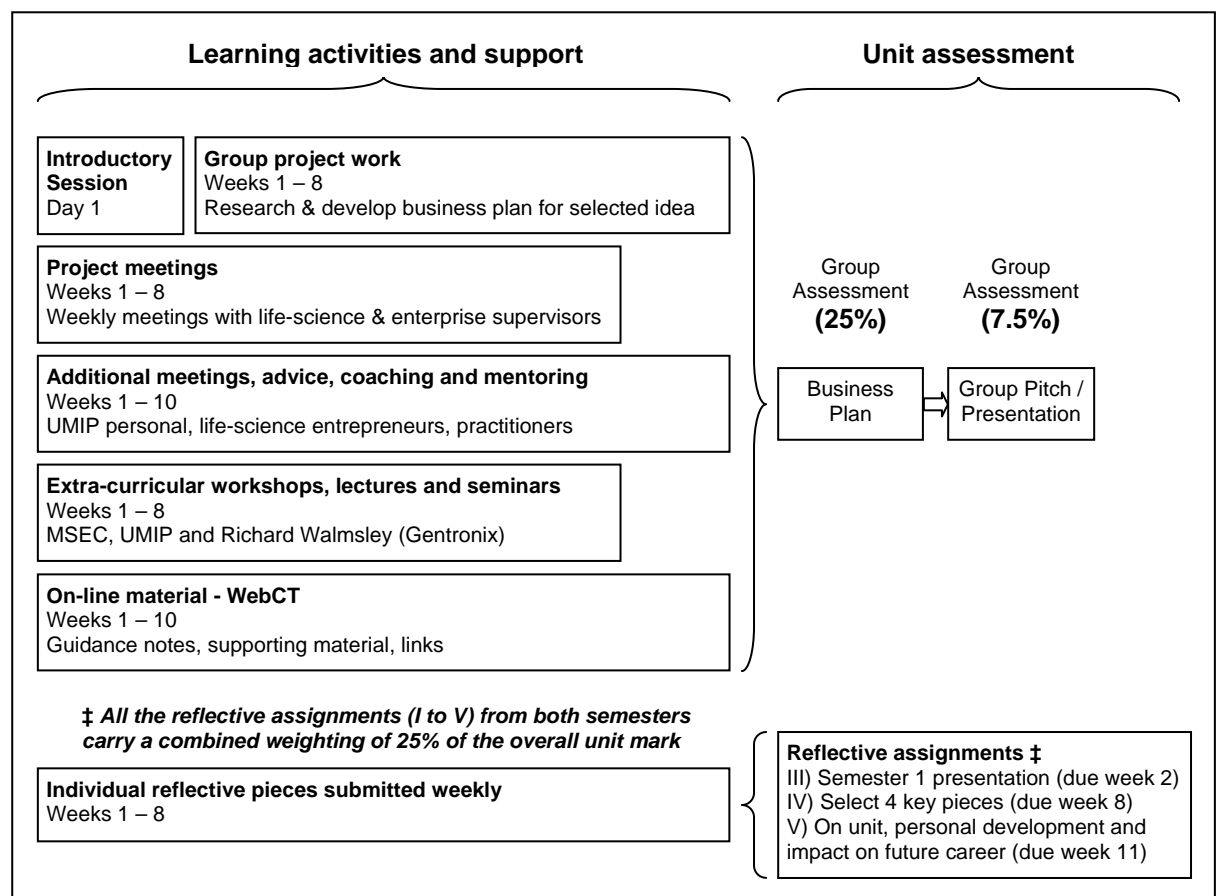 Learning activities and support
Unit assessment
Introductory
Session
Day 1
Group project work
Weeks 1 – 8
Research & develop business plan for selected idea
Project meetings
Weeks 1 – 8
Weekly meetings with life-science & enterprise supervisors
Additional meetings, advice, coaching and mentoring
Weeks 1 – 10
UMIP personal, life-science entrepreneurs, practitioners
Extra-curricular workshops, lectures and seminars
Weeks 1 – 8
MSEC, UMIP and Richard Walmsley (Gentronix)
On-line material - WebCT
Weeks 1 – 10
Guidance notes, supporting material, links
Group
Assessment
(25%)
Group
Assessment
(7.5%)
Business
Plan
Group Pitch /
Presentation
‡ All the reflective assignments (I to V) from both semesters
carry a combined weighting of 25% of the overall unit mark
Individual reflective pieces submitted weekly
Weeks 1 – 8
Reflective assignments ‡
III) Semester 1 presentation (due week 2)
IV) Select 4 key pieces (due week 8)
V) On unit, personal development and
impact on future career (due week 11)